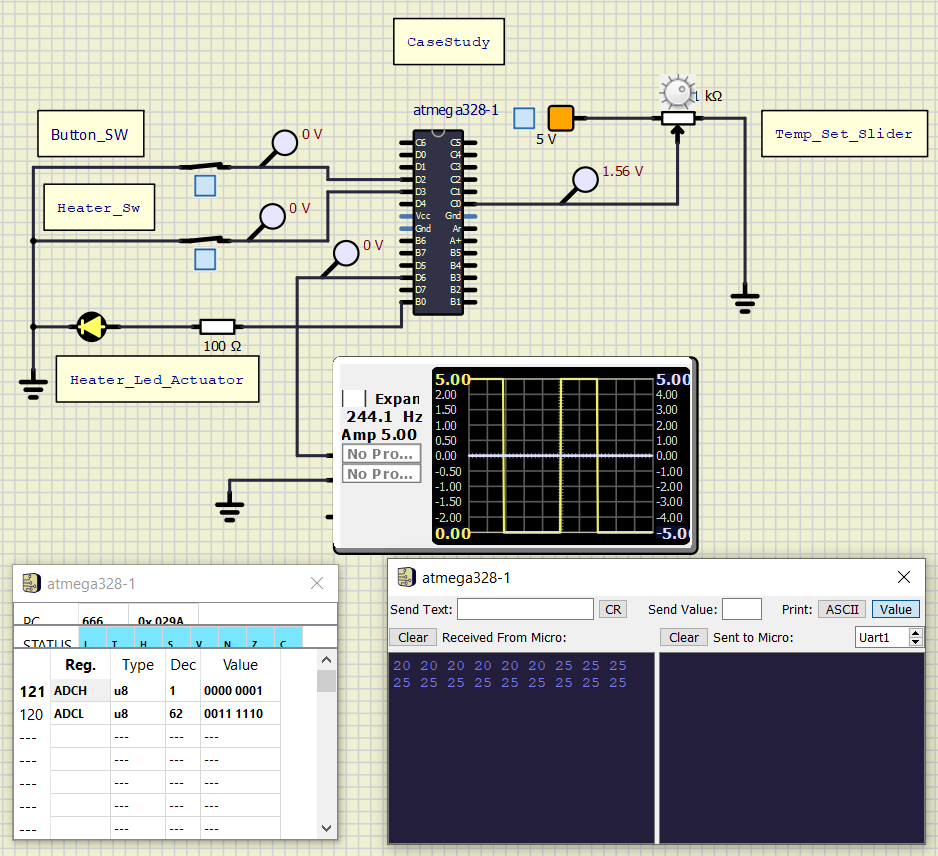 CaseStudy
atmega328-1
1 kΩ
5 V
Button_SW
0 V
Temp_Set_Slider
1.56 V
Heater_Sw
0 V
0 V
C6 C5
D0 C4
D1 C3
D2 C2
D3 C1
D4 C0
Vcc Gnd
Gnd Ar
B6 A+
B7 B5
D5 B4
D6 B3
D7 B2
B0 B1
100 Ω
Heater_Led_Actuator
Expan
244.1 Hz
Amp 5.00
No Pro...
No Pro...
5.00 5.00
2.00 4.00
1.50 3.00
1.00 2.00
0.50 1.00
0.00 0.00
-0.50 -1.00
-1.00 -2.00
-1.50 -3.00
-2.00 -4.00
0.00 -5.00
atmega328-1
PC 666 0x 029A
STATUS I T H S V N Z C
Reg. Type Dec Value
121 ADCH u8 1 0000 0001
120 ADCL u8 62 0011 1110
--- --- --- ---
--- --- --- ---
--- --- --- ---
--- --- --- ---
--- --- --- ---
atmega328-1
Send Text: CR Send Value: Print: ASCII Value
Clear Received From Micro: Clear Sent to Micro: Uart1
20 20 20 20 20 20 25 25 25
25 25 25 25 25 25 25 25 25